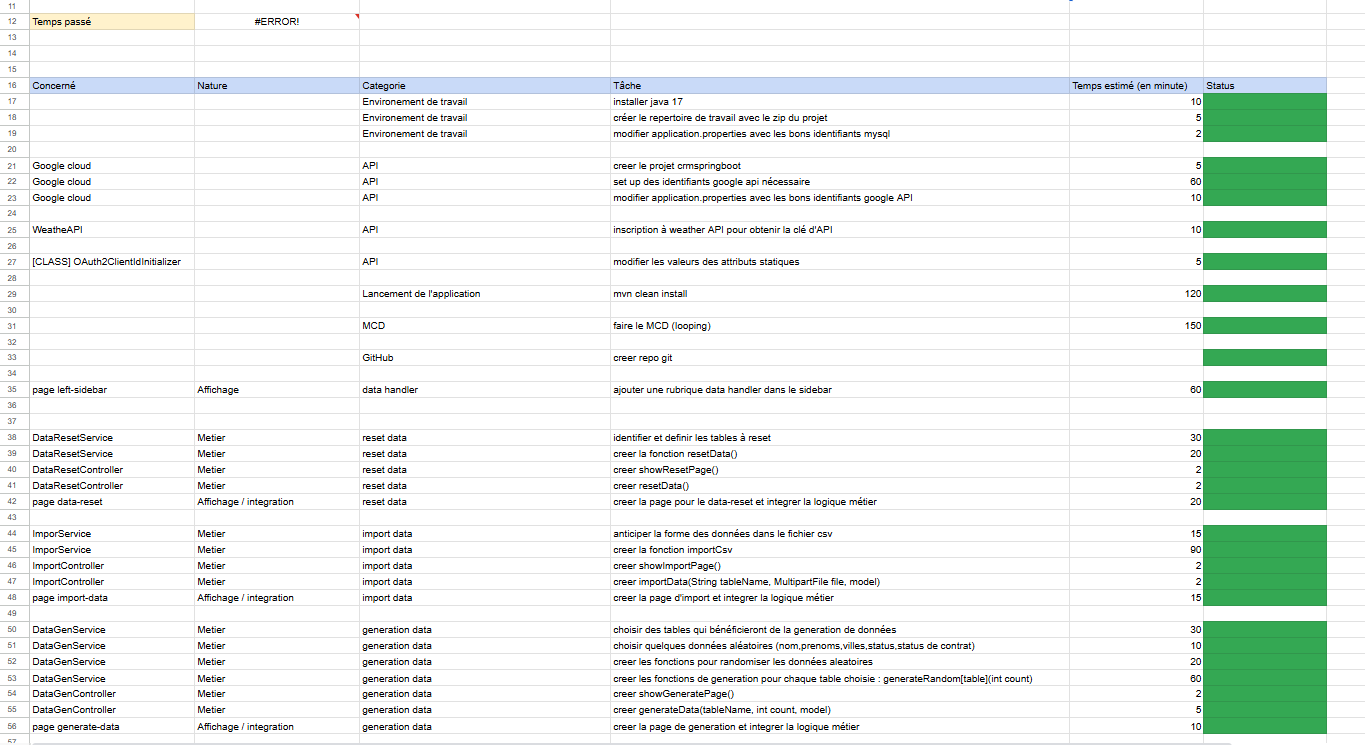 11
12 Temps passé #ERROR!
13
14
15
16 Concerné Nature Categorie Tâche Temps estimé (en minute) Status
17 Environement de travail installer java 17 10
18 Environement de travail créer le repertoire de travail avec le zip du projet 5
19 Environement de travail modifier application.properties avec les bons identifiants mysql 2
20
21 Google cloud API creer le projet crmspringboot 5
22 Google cloud API set up des identifiants google api nécessaire 60
23 Google cloud API modifier application.properties avec les bons identifiants google API 10
24
25 WeatheAPI API inscription à weather API pour obtenir la clé d'API 10
26
27 [CLASS] OAuth2ClientIdInitializer API modifier les valeurs des attributs statiques 5
28
29 Lancement de l'application mvn clean install 120
30
31 MCD faire le MCD (looping) 150
32
33 GitHub creer repo git
34
35 page left-sidebar Affichage data handler ajouter une rubrique data handler dans le sidebar 60
36
37
38 DataResetService Metier reset data identifier et definir les tables à reset 30
39 DataResetService Metier reset data creer la fonction resetData() 20
40 DataResetController Metier reset data creer showResetPage() 2
41 DataResetController Metier reset data creer resetData() 2
42 page data-reset Affichage / integration reset data creer la page pour le data-reset et integrer la logique métier 20
43
44 ImporService Metier import data anticiper la forme des données dans le fichier csv 15
45 ImporService Metier import data creer la fonction importCsv 90
46 ImportController Metier import data creer showImportPage() 2
47 ImportController Metier import data creer importData(String tableName, MultipartFile file, model) 2
48 page import-data Affichage / integration import data creer la page d'import et integrer la logique métier 15
49
50 DataGenService Metier generation data choisir des tables qui bénéficieront de la generation de données 30
51 DataGenService Metier generation data choisir quelques données aléatoires (nom,prenoms,villes,status,status de contrat) 10
52 DataGenService Metier generation data creer les fonctions pour randomiser les données aleatoires 20
53 DataGenService Metier generation data creer les fonctions de generation pour chaque table choisie : generateRandom[table](int count) 60
54 DataGenController Metier generation data creer showGeneratePage() 2
55 DataGenController Metier generation data creer generateData(tableName, int count, model) 5
56 page generate-data Affichage / integration generation data creer la page de generation et integrer la logique métier 10
57